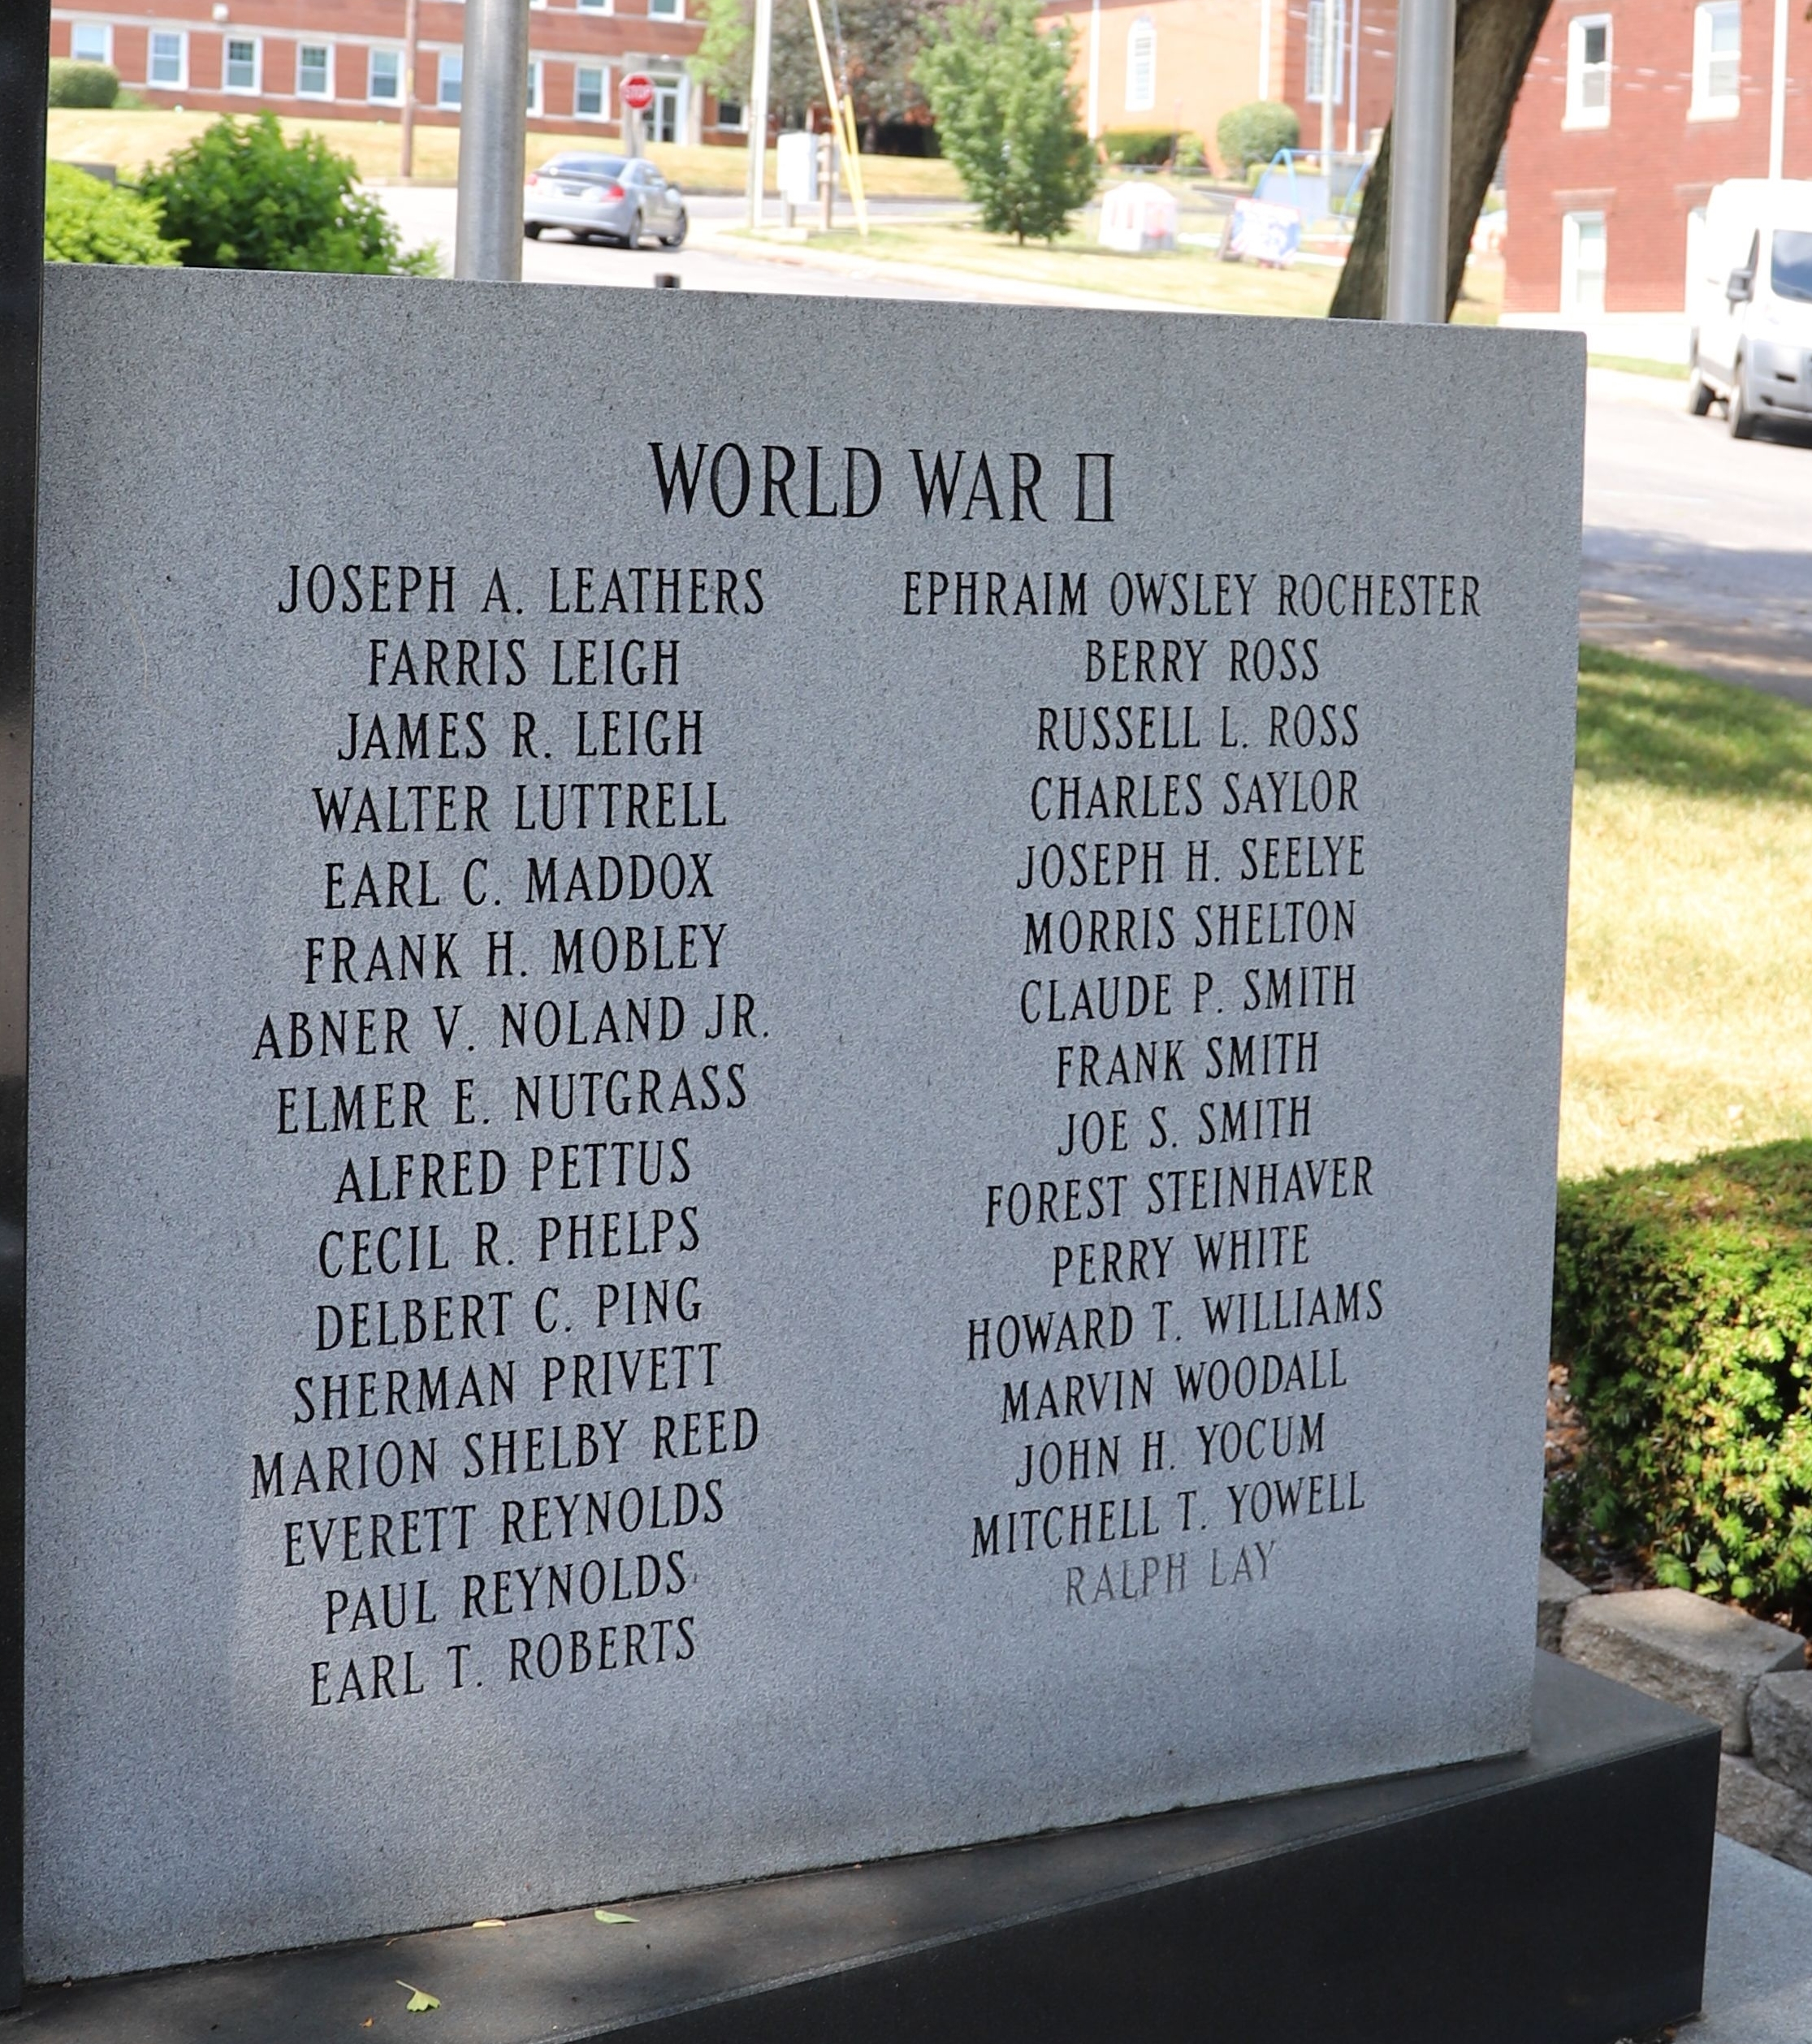 STOP
WORLD WAR II
JOSEPH A. LEATHERS
FARRIS LEIGH
JAMES R. LEIGH
WALTER LUTTRELL
EARL C. MADDOX
FRANK H. MOBLEY
ABNER V. NOLAND JR.
ELMER E. NUTGRASS
ALFRED PETTUS
CECIL R. PHELPS
DELBERT C. PING
SHERMAN PRIVETT
MARION SHELBY REED
EVERETT REYNOLDS
PAUL REYNOLDS
EARL T. ROBERTS
EPHRAIM OWSLEY ROCHESTER
BERRY ROSS
RUSSELL L. ROSS
CHARLES SAYLOR
JOSEPH H. SEELYE
MORRIS SHELTON
CLAUDE P. SMITH
FRANK SMITH
JOE S. SMITH
FOREST STEINHAVER
PERRY WHITE
HOWARD T. WILLIAMS
MARVIN WOODALL
JOHN H. YOCUM
MITCHELL T. YOWELL
RALPH LAY